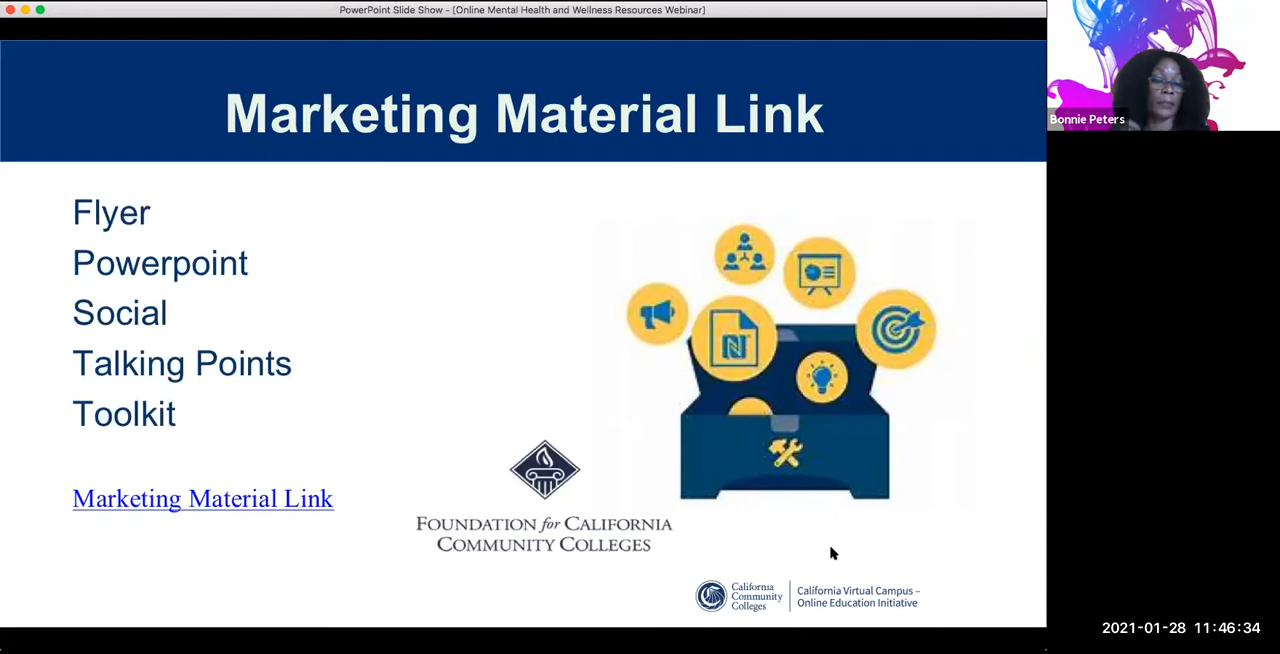 PowerPoint Slide Show - [Online Mental Health and Wellness Resources Webinar]
Marketing Material Link
Bonnie Peters
Flyer
Powerpoint
Social
Talking Points
Toolkit
N
Marketing Material Link
FOUNDATION for CALIFORNIA
COMMUNITY COLLEGES
California
Community
Colleges
California Virtual Campus –
Online Education Initiative
2021-01-28 11:46:34